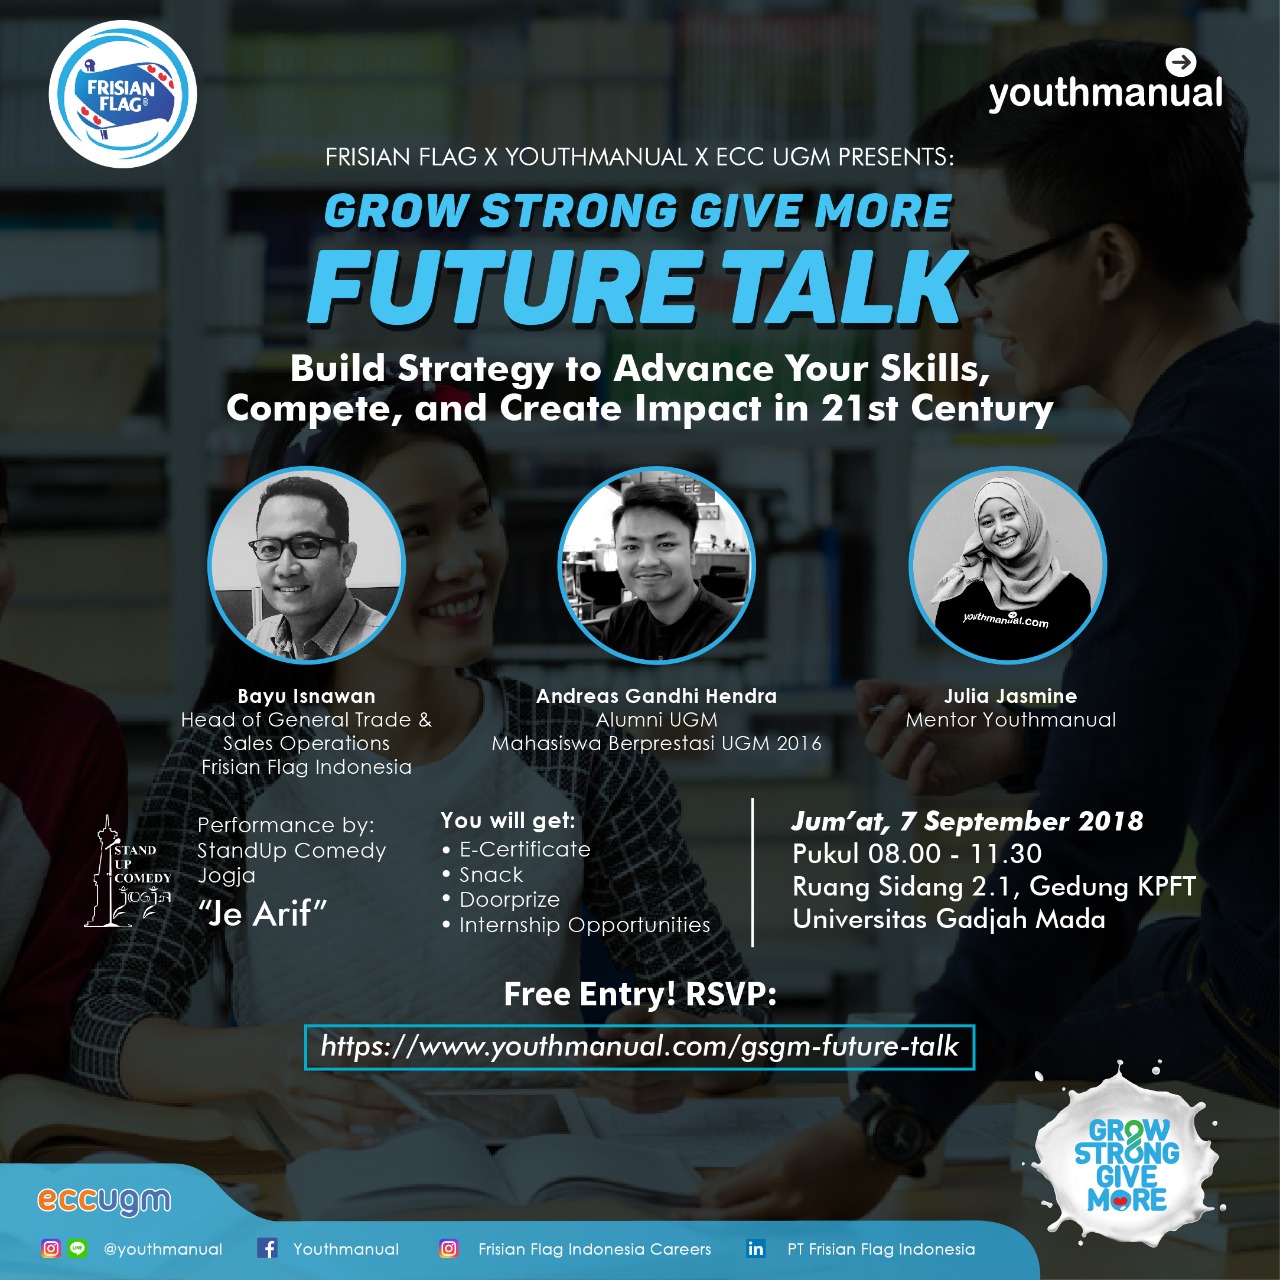 FRISIAN
FLAG®
youthmanual
FRISIAN FLAG X YOUTHMANUAL X ECC UGM PRESENTS:
GROW STRONG GIVE MORE
FUTURE TALK
Build Strategy to Advance Your Skills,
Compete, and Create Impact in 21st Century
youthmanual.com
Bayu Isnawan
Head of General Trade &
Sales Operations
Frisian Flag Indonesia
Andreas Gandhi Hendra
Alumni UGM
Mahasiswa Berprestasi UGM 2016
Julia Jasmine
Mentor Youthmanual
STAND
UP
COMEDY
JOGJA
Performance by:
StandUp Comedy
Jogja
“Je Arif”
You will get:
• E-Certificate
• Snack
• Doorprize
• Internship Opportunities
Jum’at, 7 September 2018
Pukul 08.00 - 11.30
Ruang Sidang 2.1, Gedung KPFT
Universitas Gadjah Mada
Free Entry! RSVP:
https://www.youthmanual.com/gsgm-future-talk
GROW
STRONG
GIVE
MORE
eccugm
LINE
@youthmanual
Youthmanual
Frisian Flag Indonesia Careers
in
PT Frisian Flag Indonesia